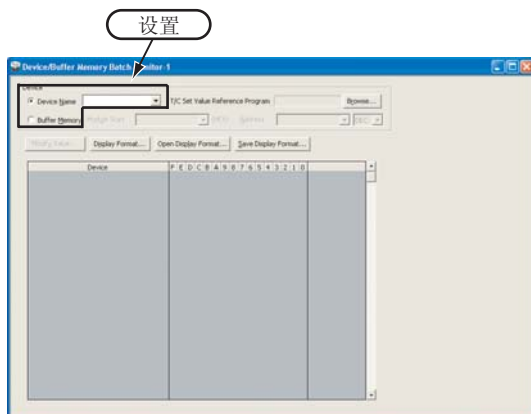 设置
Device/Buffer Memory Batch Monitor-1
Device
Device Name
T/C Set Value Reference Program
Browse...
Buffer Memory
Module Start
(HEX)
Address
DEC
Modify Value...
Display Format...
Open Display Format...
Save Display Format...
Device
F E D C B A 9 8 7 6 5 4 3 2 1 0